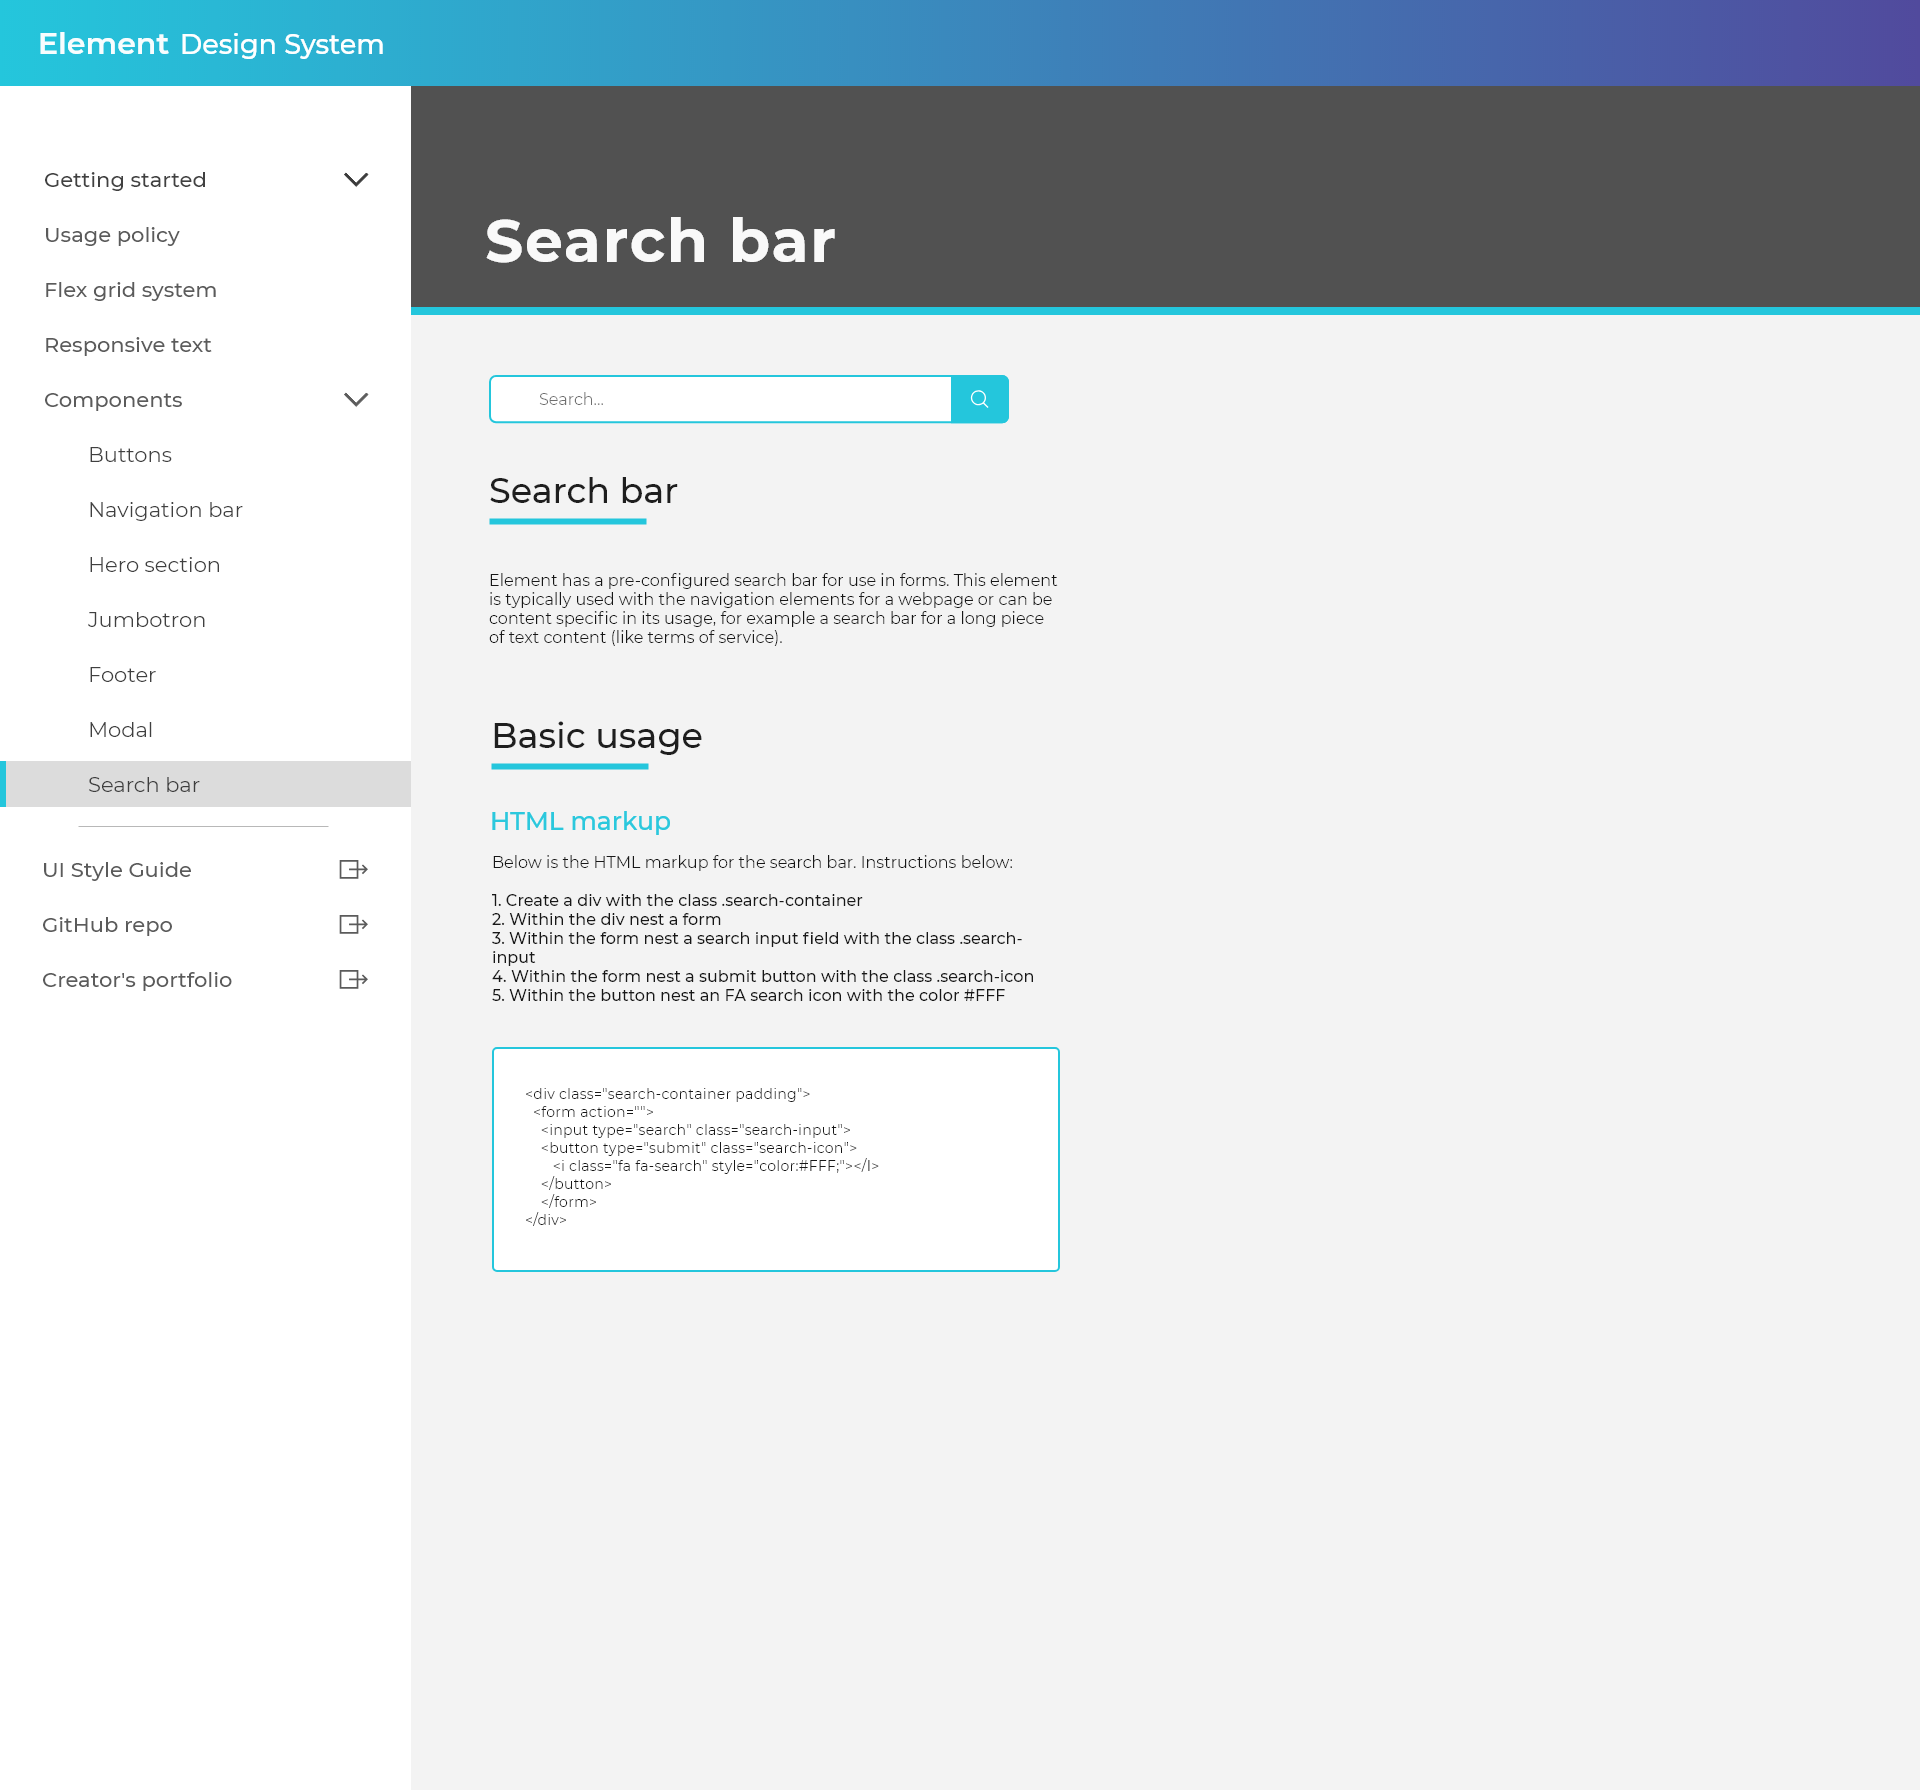 Element Design System
Getting started
Usage policy
Flex grid system
Responsive text
Components
Buttons
Navigation bar
Hero section
Jumbotron
Footer
Modal
Search bar
UI Style Guide
GitHub repo
Creator's portfolio
Search bar
Search...
Search bar
Element has a pre-configured search bar for use in forms. This element
is typically used with the navigation elements for a webpage or can be
content specific in its usage, for example a search bar for a long piece
of text content (like terms of service).
Basic usage
HTML markup
Below is the HTML markup for the search bar. Instructions below:
1. Create a div with the class .search-container
2. Within the div nest a form
3. Within the form nest a search input field with the class .search-
input
4. Within the form nest a submit button with the class .search-icon
5. Within the button nest an FA search icon with the color #FFF
<div class="search-container padding">
<form action="">
<input type="search" class="search-input">
<button type="submit" class="search-icon">
<i class="fa fa-search" style="color:#FFF;"></I>
</button>
</form>
</div>